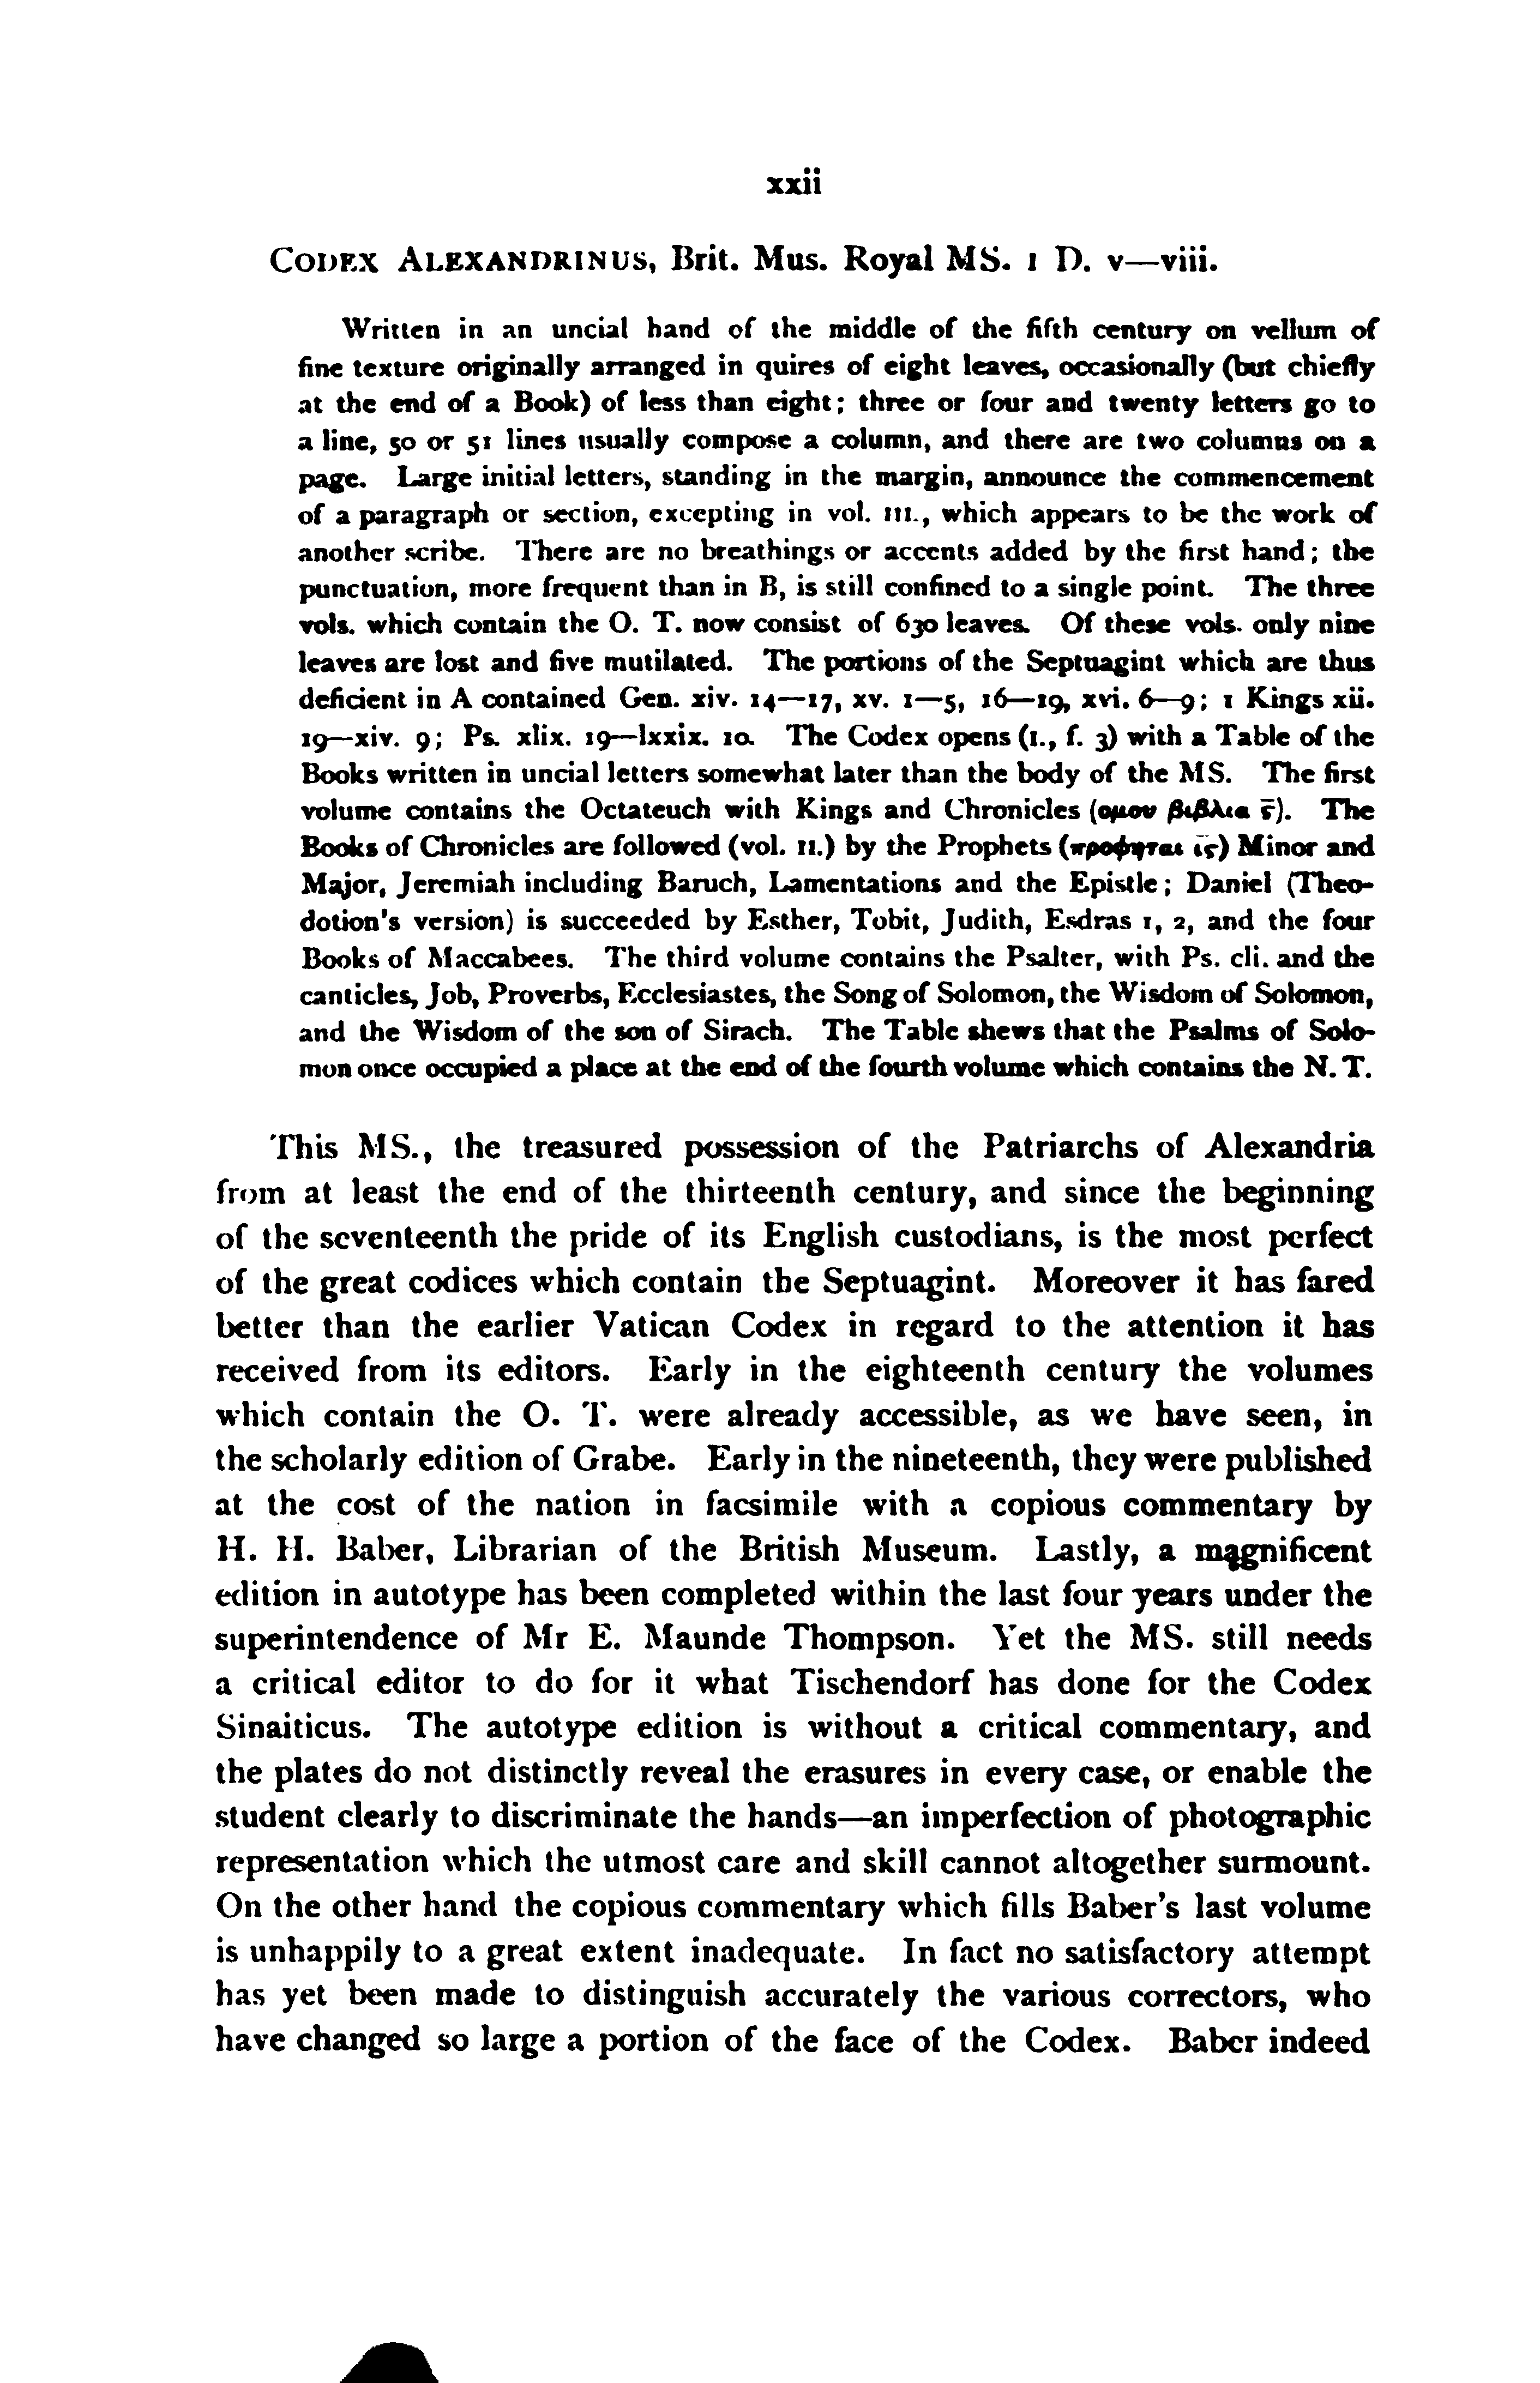 xxii
CODEX ALEXANDRINUS, Brit. Mus. Royal MS. 1 D. v—viii.
Written in an uncial hand of the middle of the fifth century on vellum of
fine texture originally arranged in quires of eight leaves, occasionally (but chiefly
at the end of a Book) of less than eight; three or four and twenty letters go to
a line, 50 or 51 lines usually compose a column, and there are two columns on a
page. Large initial letters, standing in the margin, announce the commencement
of a paragraph or section, excepting in vol. III., which appears to be the work of
another scribe. There are no breathings or accents added by the first hand; the
punctuation, more frequent than in B, is still confined to a single point. The three
vols. which contain the O. T. now consist of 630 leaves. Of these vols. only nine
leaves are lost and five mutilated. The portions of the Septuagint which are thus
deficient in A contained Gen. xiv. 14—17, xv. 1—5, 16—19, xvi. 6—9; 1 Kings xii.
19—xiv. 9; Ps. xlix. 19—lxxix. 10. The Codex opens (I., f. 3) with a Table of the
Books written in uncial letters somewhat later than the body of the MS. The first
volume contains the Octateuch with Kings and Chronicles (ομου βιβλια ϛ̅). The
Books of Chronicles are followed (vol. II.) by the Prophets (προφηται ι̅ϛ̅) Minor and
Major, Jeremiah including Baruch, Lamentations and the Epistle; Daniel (Theo-
dotion's version) is succeeded by Esther, Tobit, Judith, Esdras 1, 2, and the four
Books of Maccabees. The third volume contains the Psalter, with Ps. cli. and the
canticles, Job, Proverbs, Ecclesiastes, the Song of Solomon, the Wisdom of Solomon,
and the Wisdom of the son of Sirach. The Table shews that the Psalms of Solo-
mon once occupied a place at the end of the fourth volume which contains the N. T.
This MS., the treasured possession of the Patriarchs of Alexandria
from at least the end of the thirteenth century, and since the beginning
of the seventeenth the pride of its English custodians, is the most perfect
of the great codices which contain the Septuagint. Moreover it has fared
better than the earlier Vatican Codex in regard to the attention it has
received from its editors. Early in the eighteenth century the volumes
which contain the O. T. were already accessible, as we have seen, in
the scholarly edition of Grabe. Early in the nineteenth, they were published
at the cost of the nation in facsimile with a copious commentary by
H. H. Baber, Librarian of the British Museum. Lastly, a magnificent
edition in autotype has been completed within the last four years under the
superintendence of Mr E. Maunde Thompson. Yet the MS. still needs
a critical editor to do for it what Tischendorf has done for the Codex
Sinaiticus. The autotype edition is without a critical commentary, and
the plates do not distinctly reveal the erasures in every case, or enable the
student clearly to discriminate the hands—an imperfection of photographic
representation which the utmost care and skill cannot altogether surmount.
On the other hand the copious commentary which fills Baber's last volume
is unhappily to a great extent inadequate. In fact no satisfactory attempt
has yet been made to distinguish accurately the various correctors, who
have changed so large a portion of the face of the Codex. Baber indeed